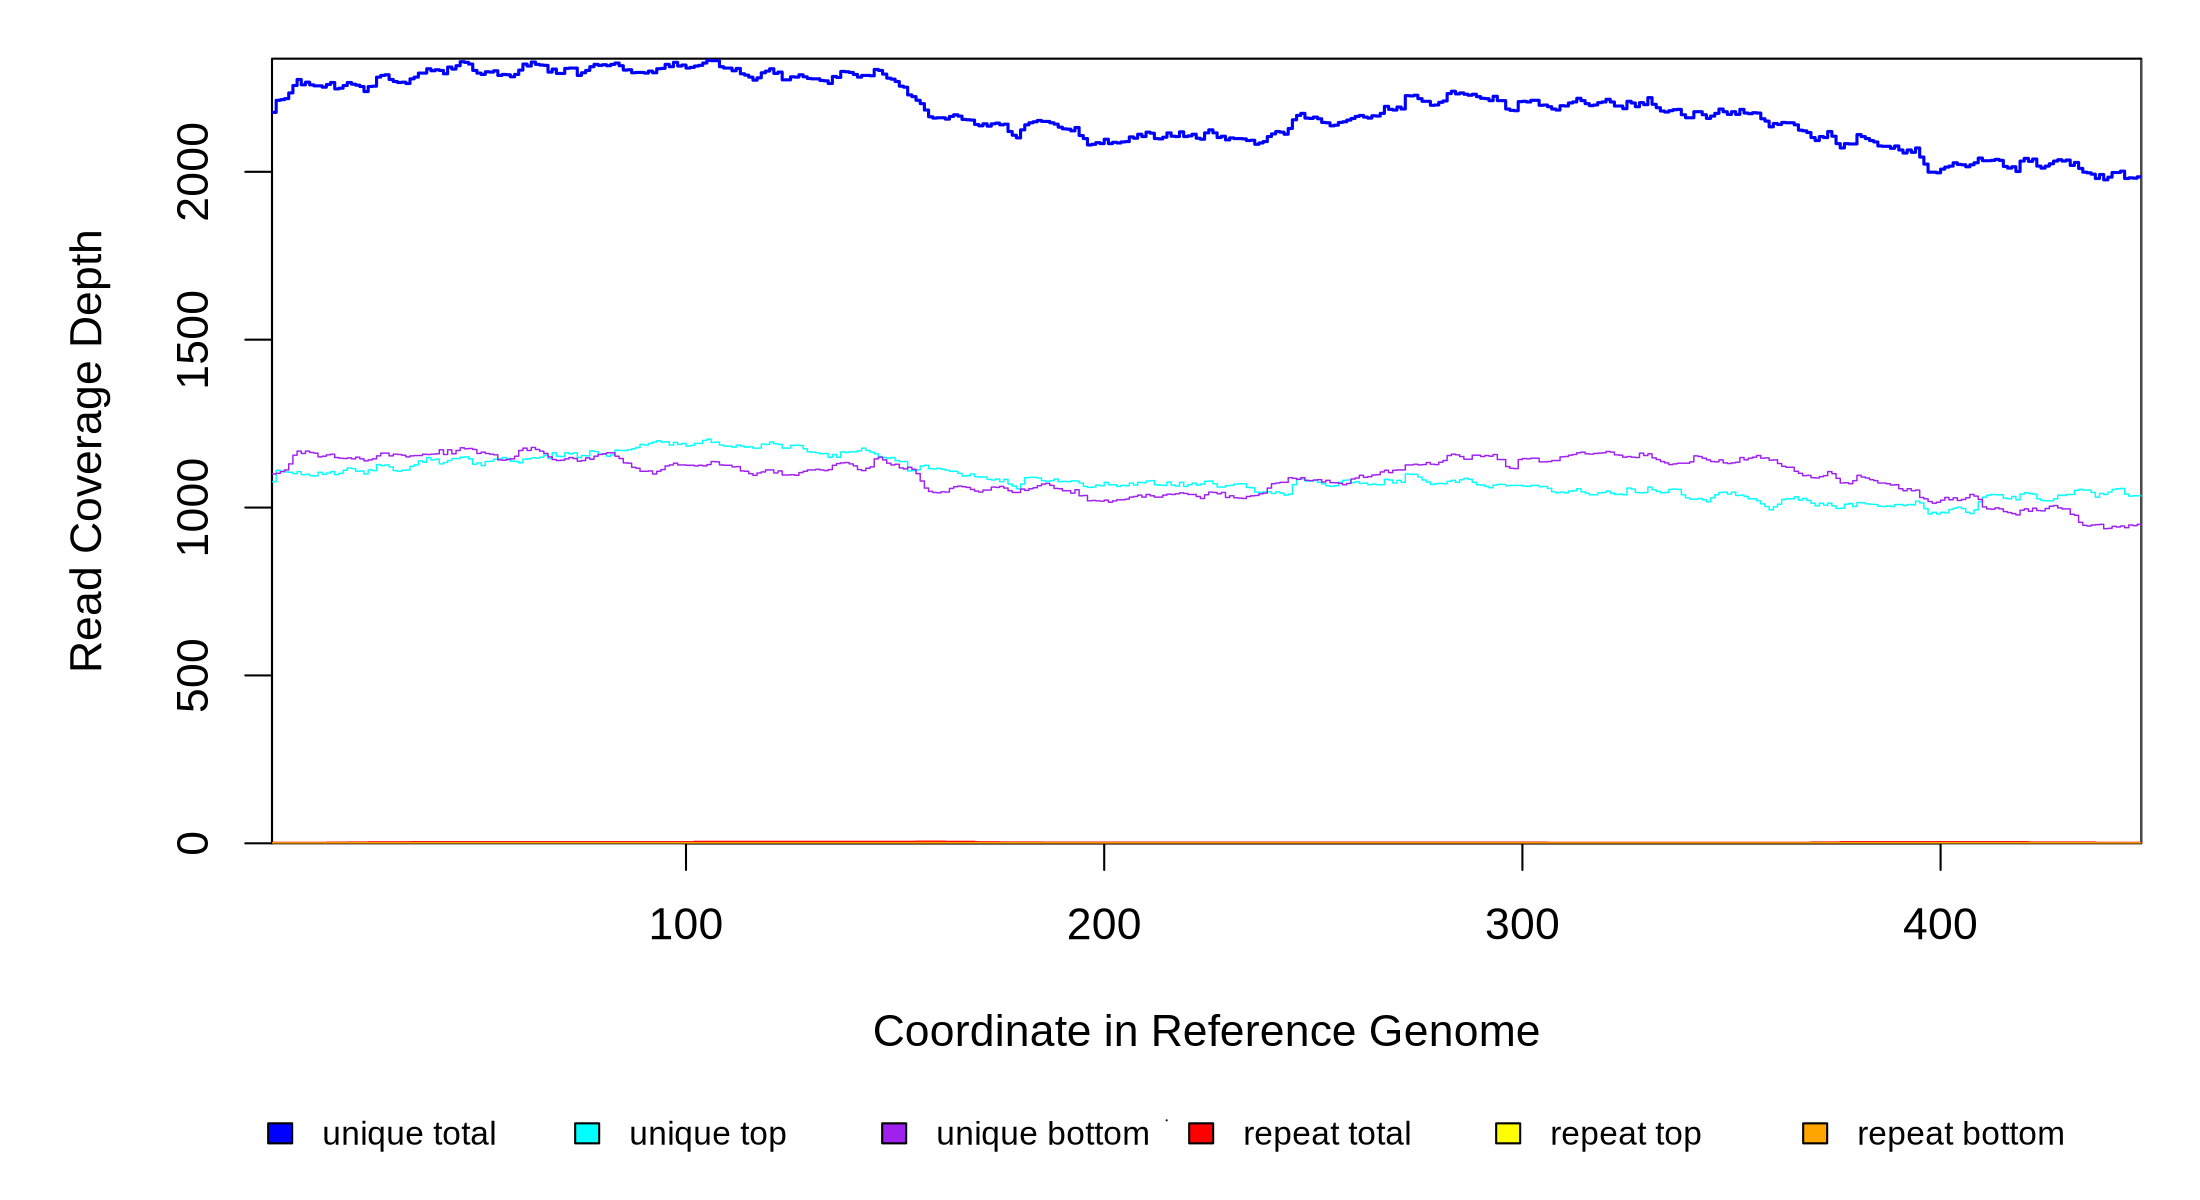 Read Coverage Depth
2000
1500
1000
500
0
100 200 300 400
Coordinate in Reference Genome
unique total unique top unique bottom repeat total repeat top repeat bottom